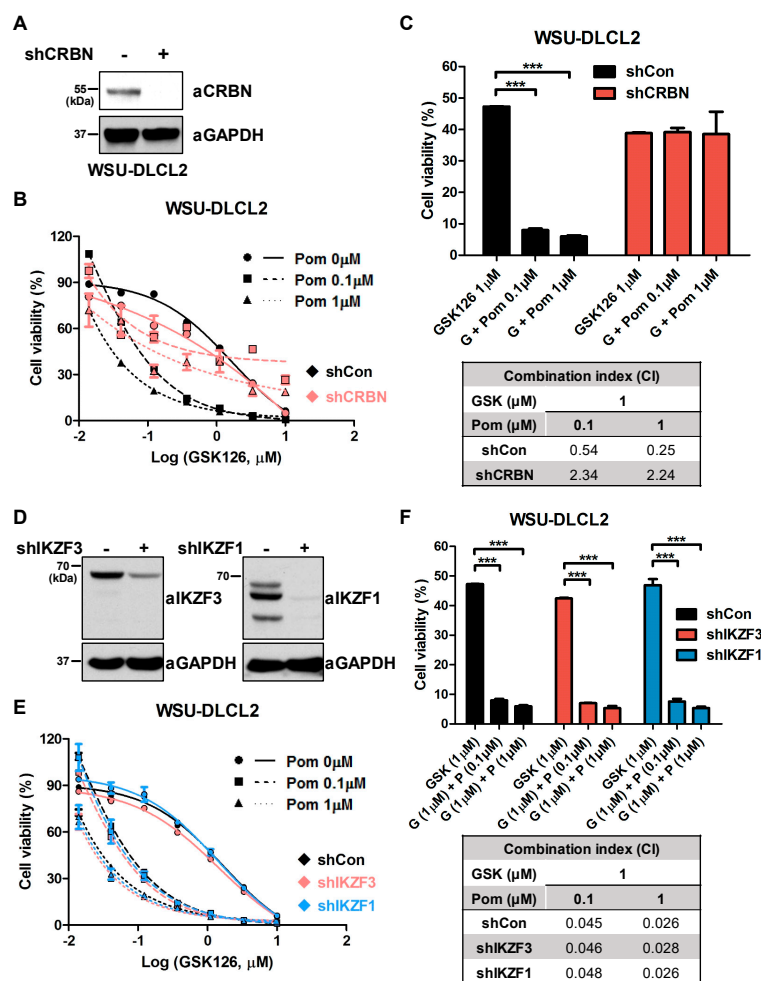 A
shCRBN - +
55
(kDa)
aCRBN
37
aGAPDH
WSU-DLCL2
B
WSU-DLCL2
120
90
60
30
0
Cell viability (%)
Pom 0µM
Pom 0.1µM
Pom 1µM
shCon
shCRBN
-2 -1 0 1 2
Log (GSK126, µM)
C
WSU-DLCL2
60
50
40
30
20
10
0
Cell viability (%)
***
***
shCon
shCRBN
GSK126 1µM
G + Pom 0.1µM
G + Pom 1µM
GSK126 1µM
G + Pom 0.1µM
G + Pom 1µM
Combination index (CI)
GSK (µM) 1
Pom (µM) 0.1 1
shCon 0.54 0.25
shCRBN 2.34 2.24
D
shIKZF3 - +
70
(kDa)
aIKZF3
37
aGAPDH
shIKZF1 - +
70
aIKZF1
aGAPDH
E
WSU-DLCL2
120
90
60
30
0
Cell viability (%)
Pom 0µM
Pom 0.1µM
Pom 1µM
shCon
shIKZF3
shIKZF1
-2 -1 0 1 2
Log (GSK126, µM)
F
WSU-DLCL2
60
50
40
30
20
10
0
Cell viability (%)
***
***
***
***
***
***
shCon
shIKZF3
shIKZF1
GSK (1µM)
G (1µM) + P (0.1µM)
G (1µM) + P (1µM)
GSK (1µM)
G (1µM) + P (0.1µM)
G (1µM) + P (1µM)
GSK (1µM)
G (1µM) + P (0.1µM)
G (1µM) + P (1µM)
Combination index (CI)
GSK (µM) 1
Pom (µM) 0.1 1
shCon 0.045 0.026
shIKZF3 0.046 0.028
shIKZF1 0.048 0.026